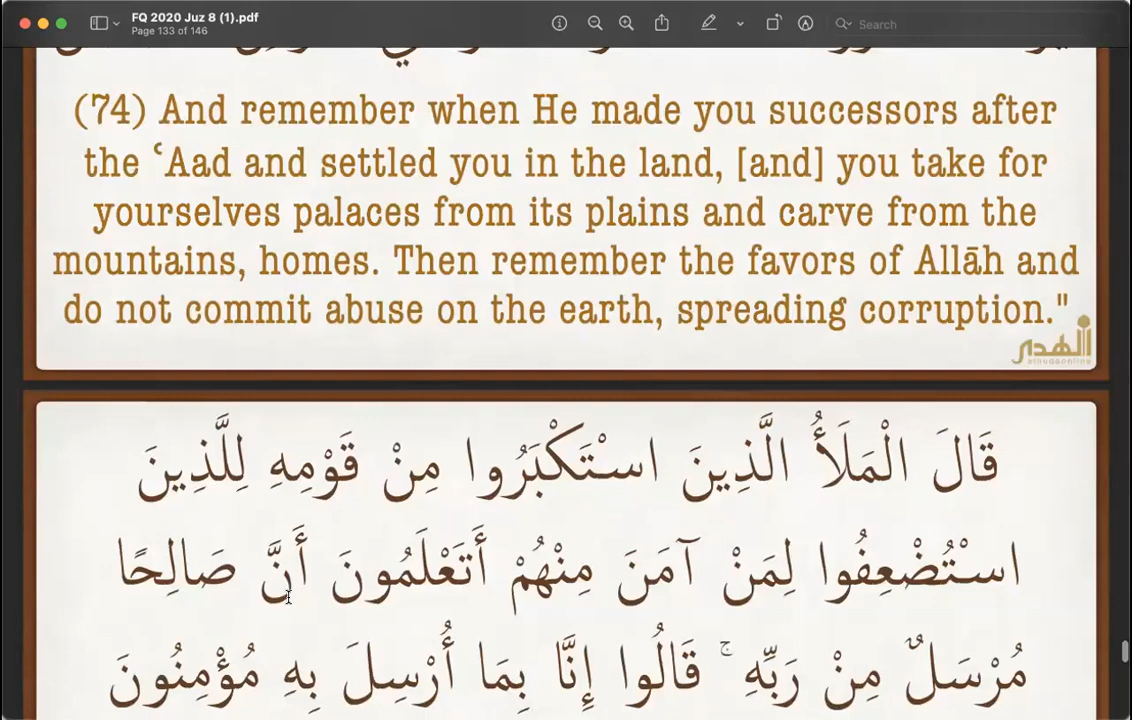 FQ 2020 Juz 8 (1).pdf
Page 133 of 146
Search
(74) And remember when He made you successors after
the ʿAad and settled you in the land, [and] you take for
yourselves palaces from its plains and carve from the
mountains, homes. Then remember the favors of Allāh and
do not commit abuse on the earth, spreading corruption."
الهدى
alhudaonline
قَالَ الْمَلَأُ الَّذِينَ اسْتَكْبَرُوا مِنْ قَوْمِهِ لِلَّذِينَ
اسْتُضْعِفُوا لِمَنْ آمَنَ مِنْهُمْ أَتَعْلَمُونَ أَنَّ صَالِحًا
مُرْسَلٌ مِنْ رَبِّهِ ۚ قَالُوا إِنَّا بِمَا أُرْسِلَ بِهِ مُؤْمِنُونَ